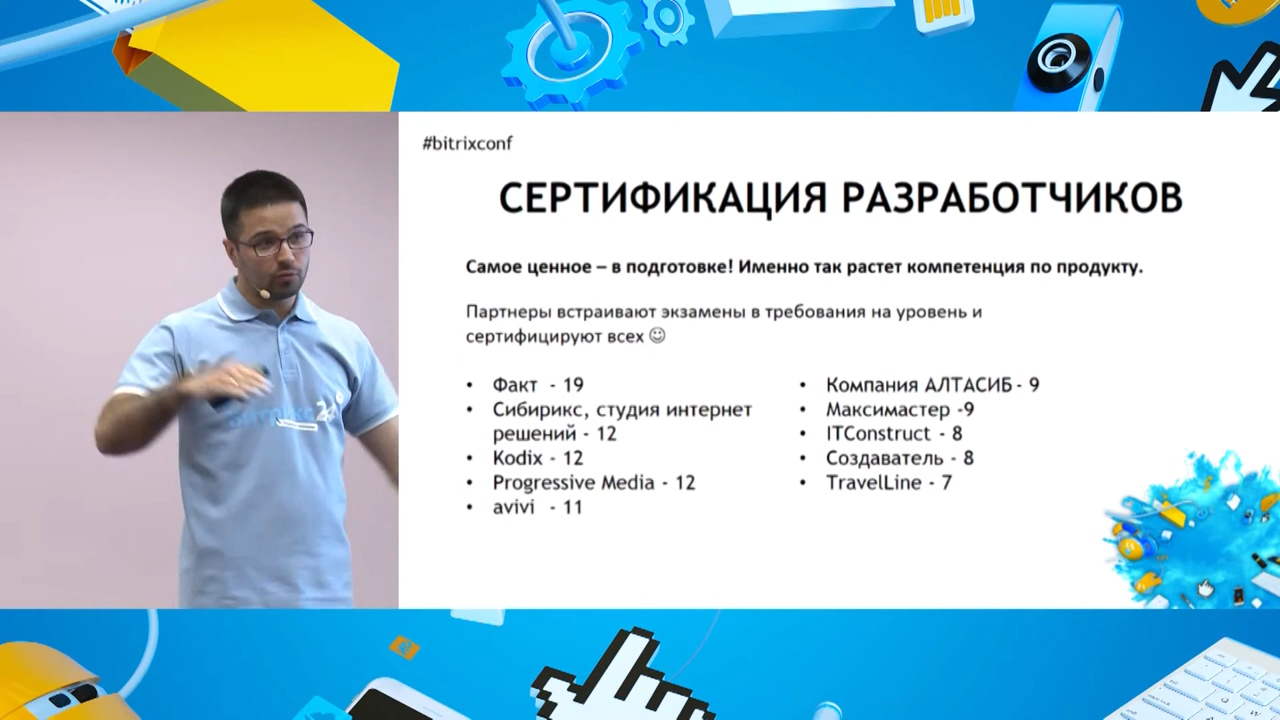 #bitrixconf
СЕРТИФИКАЦИЯ РАЗРАБОТЧИКОВ
Самое ценное – в подготовке! Именно так растет компетенция по продукту.
Партнеры встраивают экзамены в требования на уровень и
сертифицируют всех ☺
• Факт - 19
• Сибирикс, студия интернет
решений - 12
• Kodix - 12
• Progressive Media - 12
• avivi - 11
• Компания АЛТАСИБ - 9
• Максимастер -9
• ITConstruct - 8
• Создаватель - 8
• TravelLine - 7